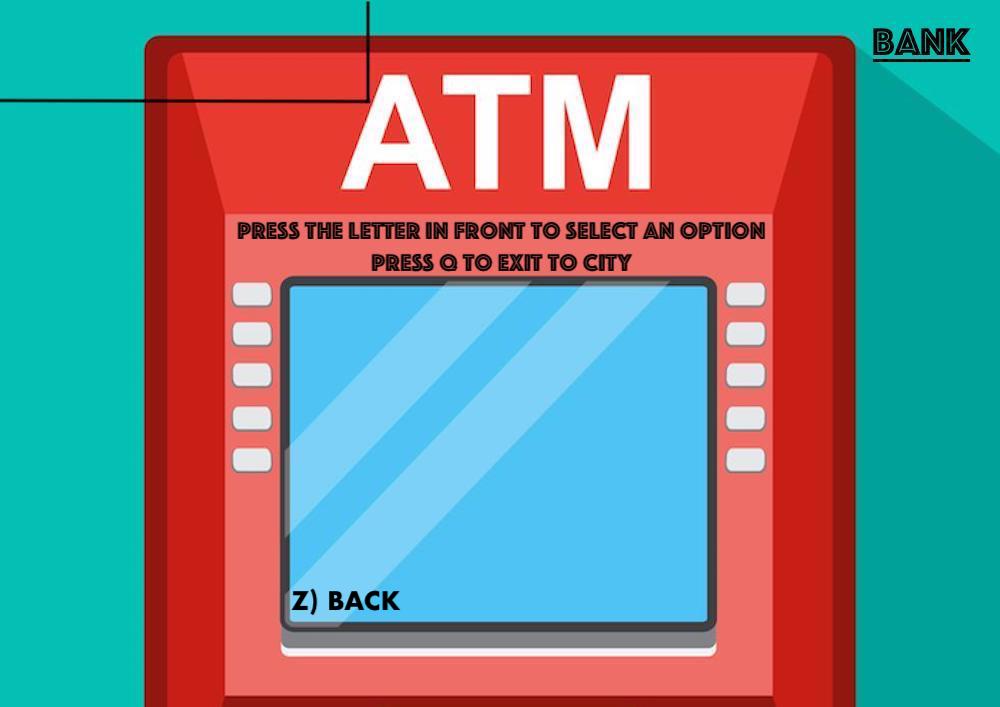 BANK
ATM
PRESS THE LETTER IN FRONT TO SELECT AN OPTION
PRESS Q TO EXIT TO CITY
Z) BACK